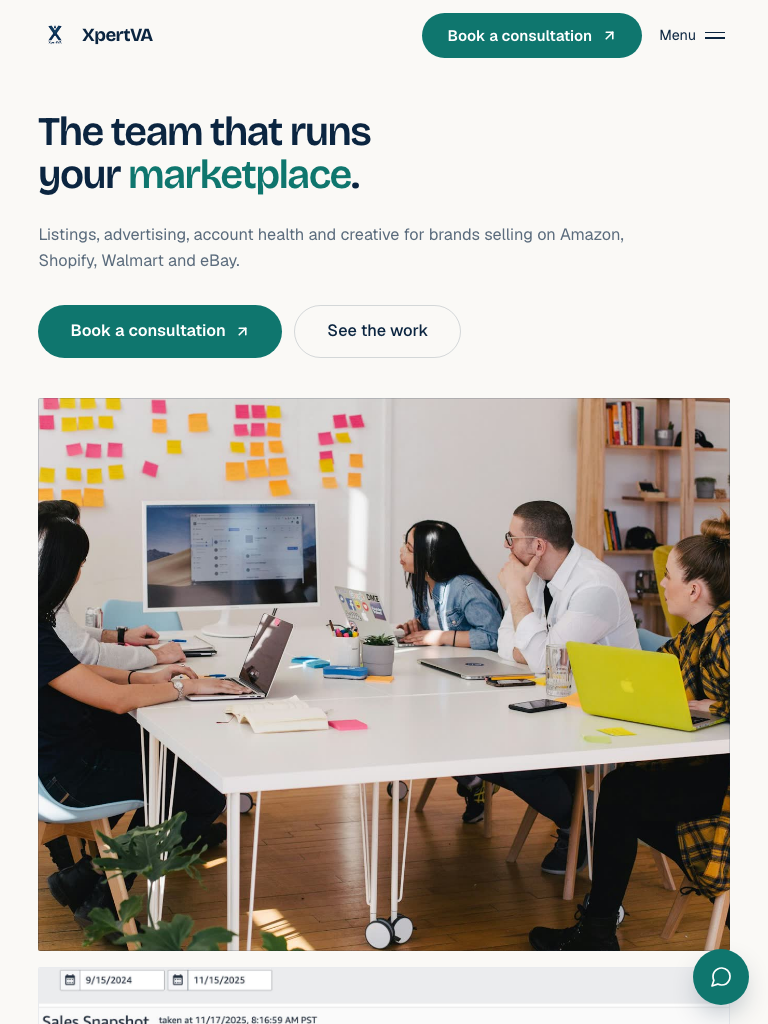 XpertVA
Book a consultation
Menu
The team that runs
your marketplace.
Listings, advertising, account health and creative for brands selling on Amazon,
Shopify, Walmart and eBay.
Book a consultation
See the work
9/15/2024
11/15/2025
Sales Snapshot taken at 11/17/2025, 8:16:59 AM PST